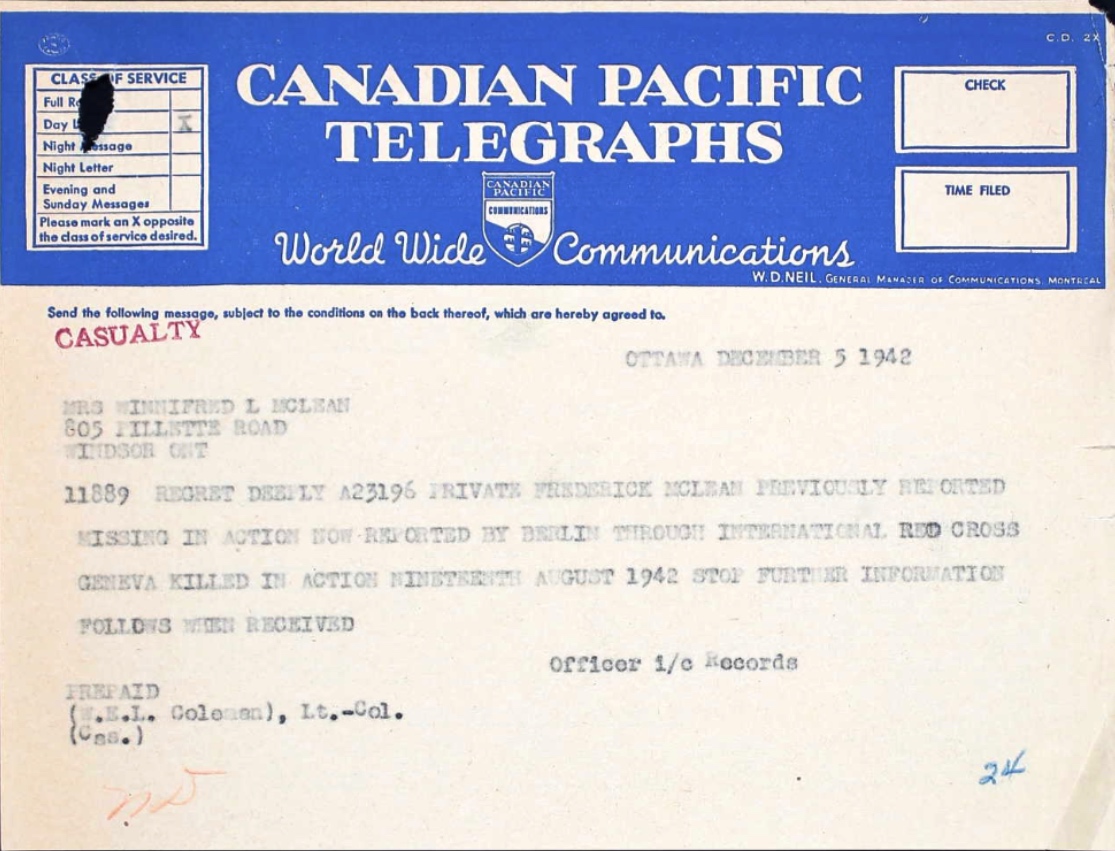 C.D. 2X
CLASS OF SERVICE
Full
Day
Night Message
Night Letter
Evening and
Sunday Messages
Please mark an X opposite
the class of service desired.
X
CANADIAN PACIFIC
TELEGRAPHS
CANADIAN
PACIFIC
COMMUNICATIONS
World Wide Communications
CHECK
TIME FILED
W.D.NEIL, GENERAL MANAGER OF COMMUNICATIONS, MONTREAL
Send the following message, subject to the conditions on the back thereof, which are hereby agreed to.
CASUALTY
OTTAWA DECEMBER 5 1942
MRS WINNIFRED L MCLEAN
805 PILLETTE ROAD
WINDSOR ONT
11889 REGRET DEEPLY A23196 PRIVATE FREDERICK MCLEAN PREVIOUSLY REPORTED
MISSING IN ACTION NOW REPORTED BY BERLIN THROUGH INTERNATIONAL RED CROSS
GENEVA KILLED IN ACTION NINETEENTH AUGUST 1942 STOP FURTHER INFORMATION
FOLLOWS WHEN RECEIVED
Officer i/c Records
PREPAID
(W.E.L. Coleman), Lt.-Col.
(Cas.)
24